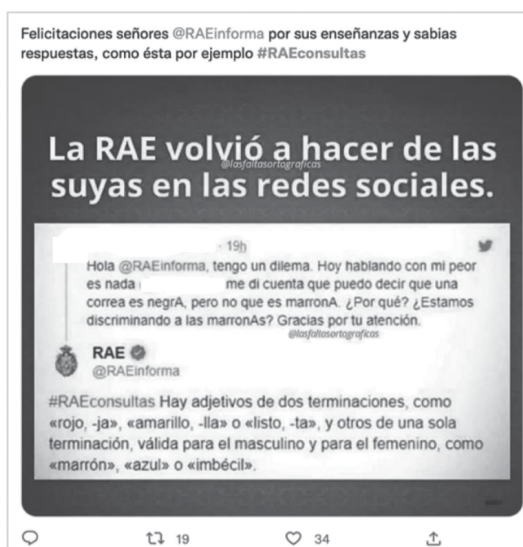 Felicitaciones señores @RAEinforma por sus enseñanzas y sabias
respuestas, como ésta por ejemplo #RAEconsultas
La RAE volvió a hacer de las
@lasfaltasortograficas
suyas en las redes sociales.
· 19h
Hola @RAEinforma, tengo un dilema. Hoy hablando con mi peor
es nada me di cuenta que puedo decir que una
correa es negrA, pero no que es marronA. ¿Por qué? ¿Estamos
discriminando a las marronAs? Gracias por tu atención.
@lasfaltasortograficas
RAE
@RAEinforma
#RAEconsultas Hay adjetivos de dos terminaciones, como
«rojo, -ja», «amarillo, -lla» o «listo, -ta», y otros de una sola
terminación, válida para el masculino y para el femenino, como
«marrón», «azul» o «imbécil».
19 34